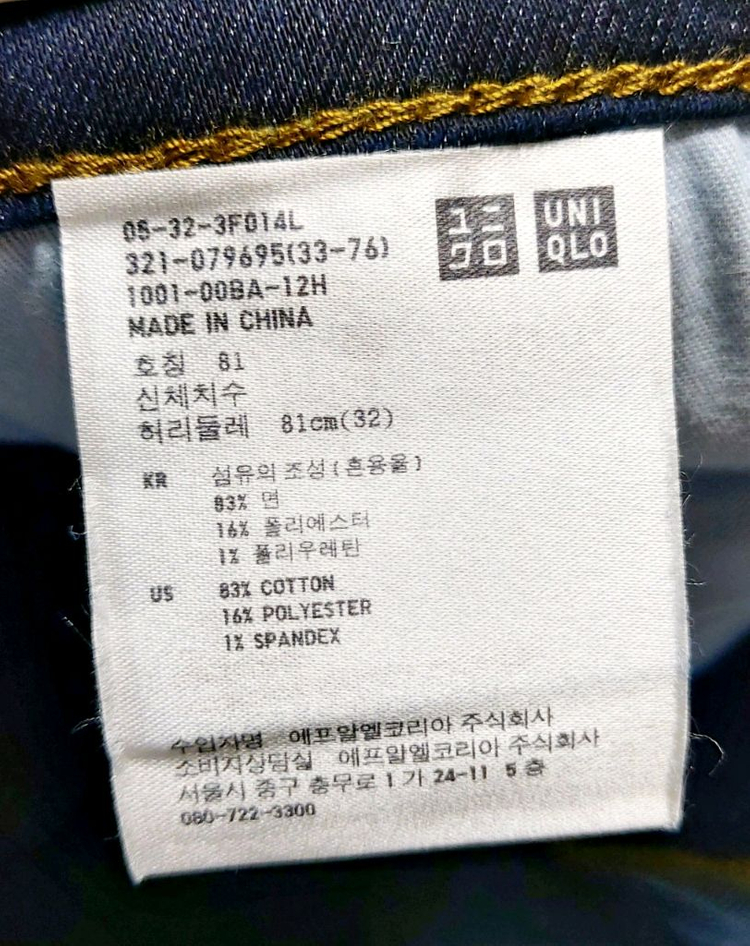 05-32-3F014L
321-079695(33-76)
1001-00BA-12H
MADE IN CHINA
ユニ
クロ
UNI
QLO
호칭 81
신체치수
허리둘레 81cm(32)
KR 섬유의 조성(혼용율)
83% 면
16% 폴리에스터
1% 폴리우레탄
US 83% COTTON
16% POLYESTER
1% SPANDEX
수입자명 에프알엘코리아 주식회사
소비자상담실 에프알엘코리아 주식회사
서울시 중구 충무로 1 가 24-11 5 층
080-722-3300